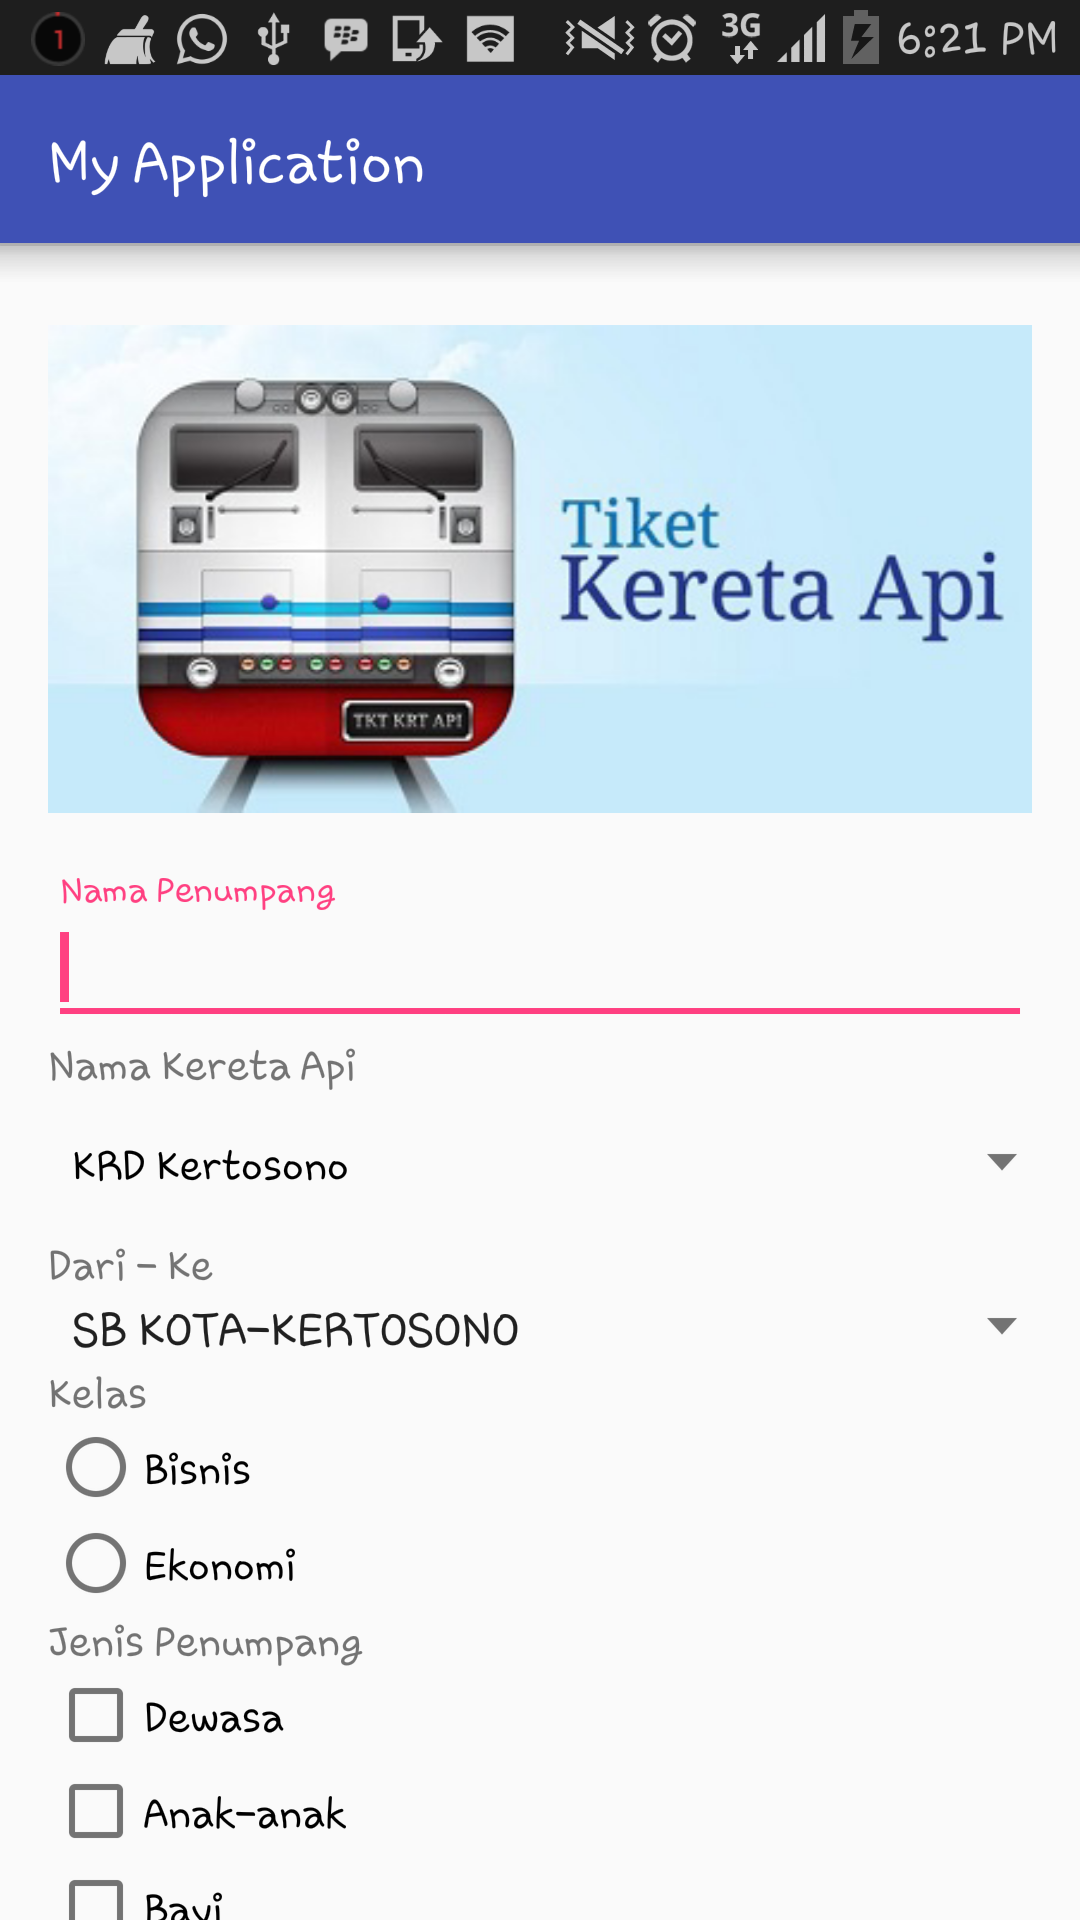 1 3G 6:21 PM
My Application
Tiket
Kereta Api
TKT KRT API
Nama Penumpang
Nama Kereta Api
KRD Kertosono
Dari - Ke
SB KOTA-KERTOSONO
Kelas
Bisnis
Ekonomi
Jenis Penumpang
Dewasa
Anak-anak
Bayi